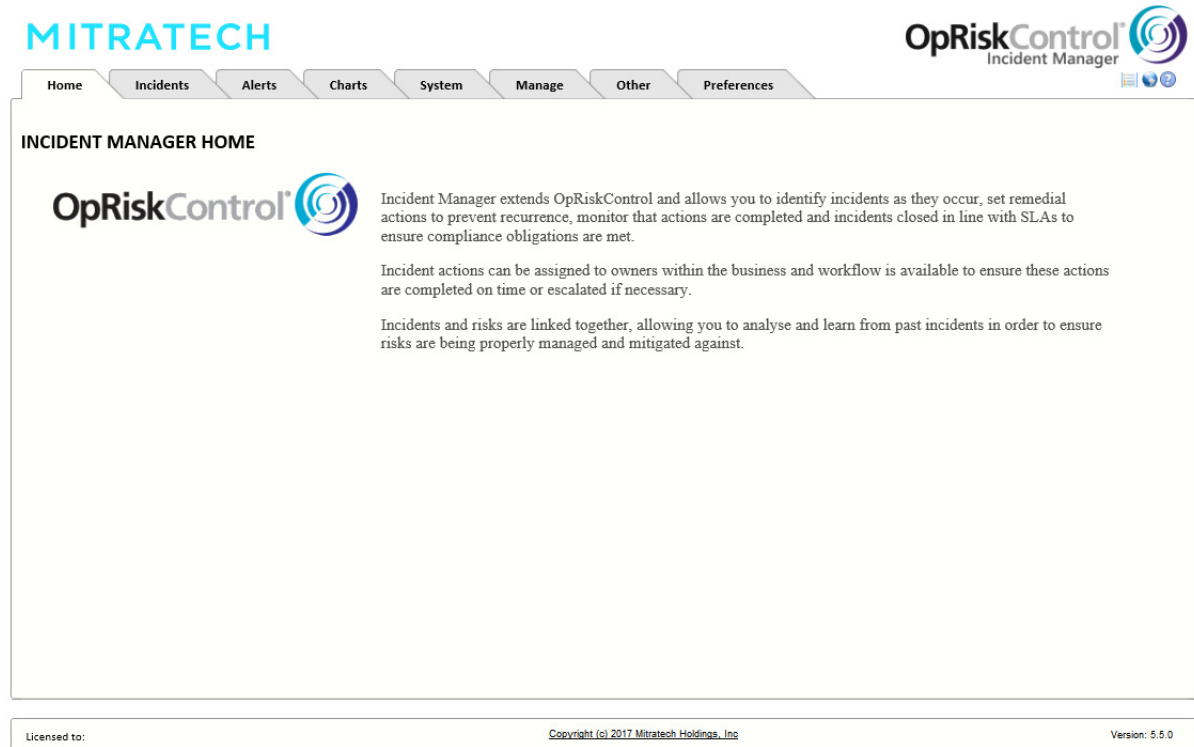 MITRATECH
OpRiskControl®
Incident Manager
Home Incidents Alerts Charts System Manage Other Preferences
INCIDENT MANAGER HOME
OpRiskControl®
Incident Manager extends OpRiskControl and allows you to identify incidents as they occur, set remedial
actions to prevent recurrence, monitor that actions are completed and incidents closed in line with SLAs to
ensure compliance obligations are met.
Incident actions can be assigned to owners within the business and workflow is available to ensure these actions
are completed on time or escalated if necessary.
Incidents and risks are linked together, allowing you to analyse and learn from past incidents in order to ensure
risks are being properly managed and mitigated against.
Licensed to: Copyright (c) 2017 Mitratech Holdings, Inc Version: 5.5.0